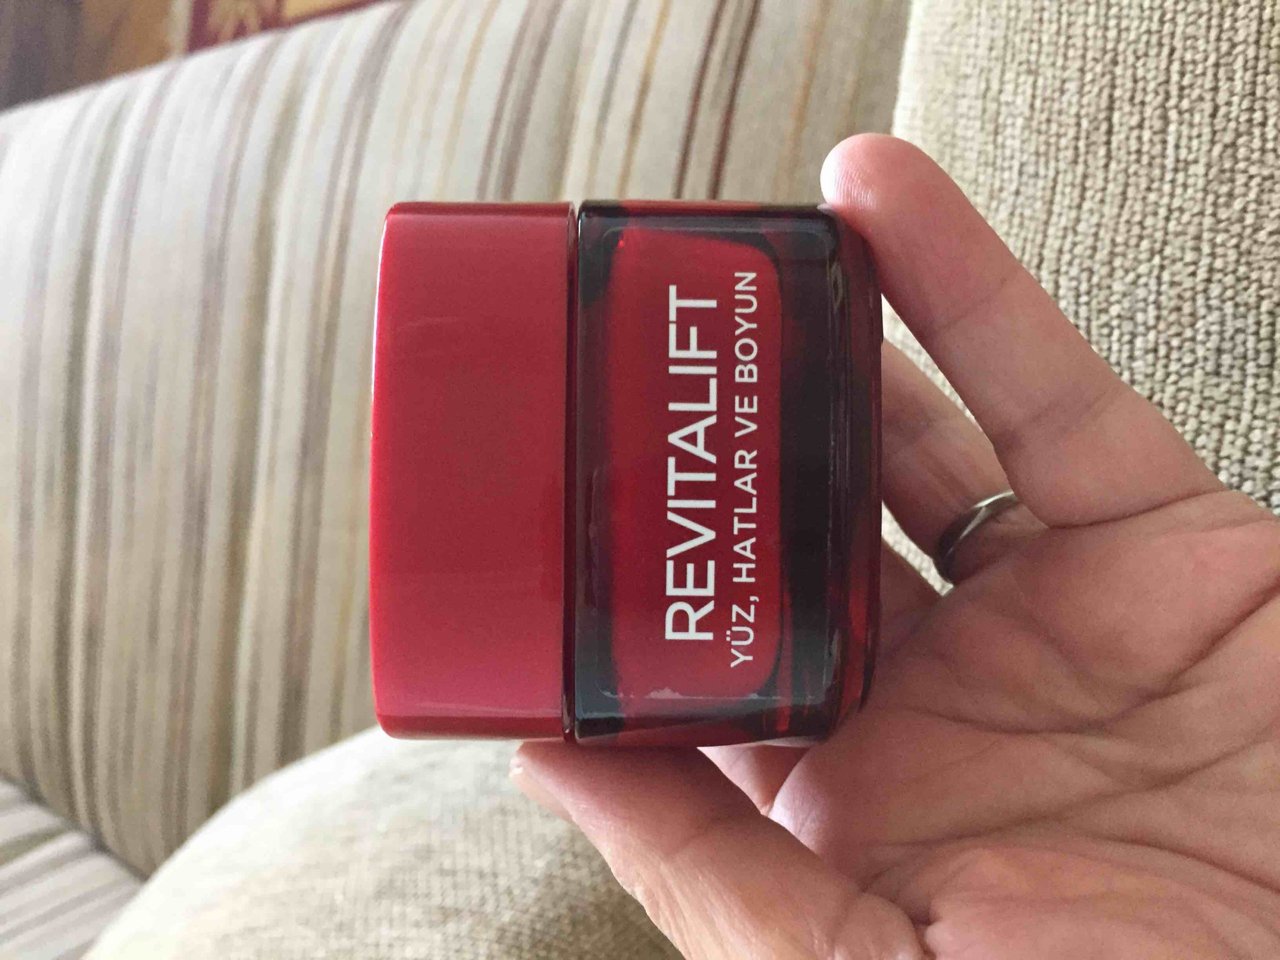 REVITALIFT
YÜZ, HATLAR VE BOYUN